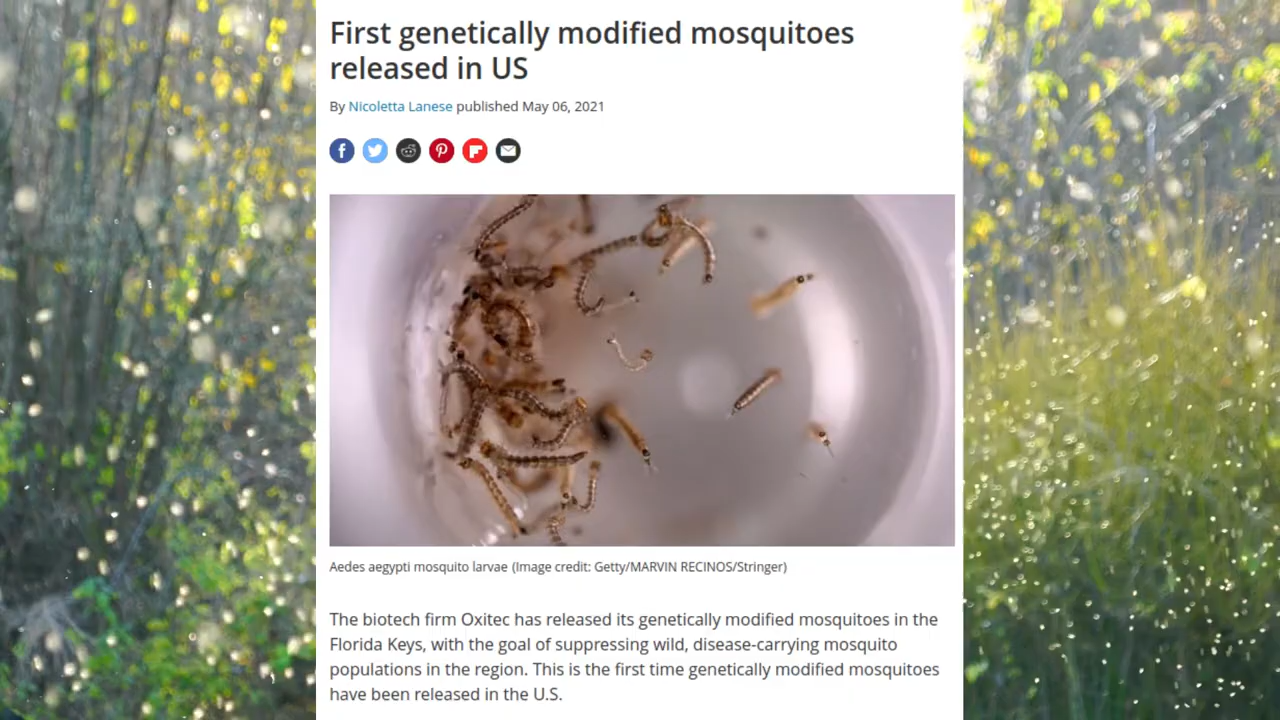 First genetically modified mosquitoes
released in US
By Nicoletta Lanese published May 06, 2021
Aedes aegypti mosquito larvae (Image credit: Getty/MARVIN RECINOS/Stringer)
The biotech firm Oxitec has released its genetically modified mosquitoes in the
Florida Keys, with the goal of suppressing wild, disease-carrying mosquito
populations in the region. This is the first time genetically modified mosquitoes
have been released in the U.S.